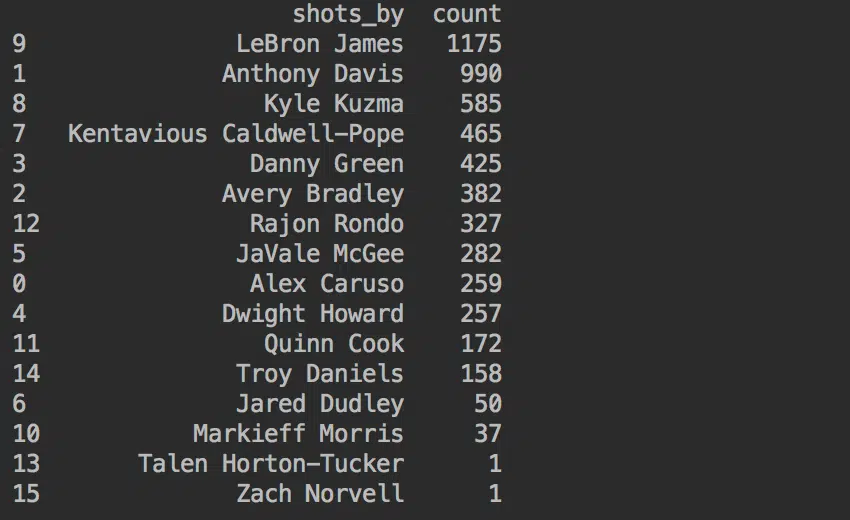 shots_by count
9 LeBron James 1175
1 Anthony Davis 990
8 Kyle Kuzma 585
7 Kentavious Caldwell-Pope 465
3 Danny Green 425
2 Avery Bradley 382
12 Rajon Rondo 327
5 JaVale McGee 282
0 Alex Caruso 259
4 Dwight Howard 257
11 Quinn Cook 172
14 Troy Daniels 158
6 Jared Dudley 50
10 Markieff Morris 37
13 Talen Horton-Tucker 1
15 Zach Norvell 1